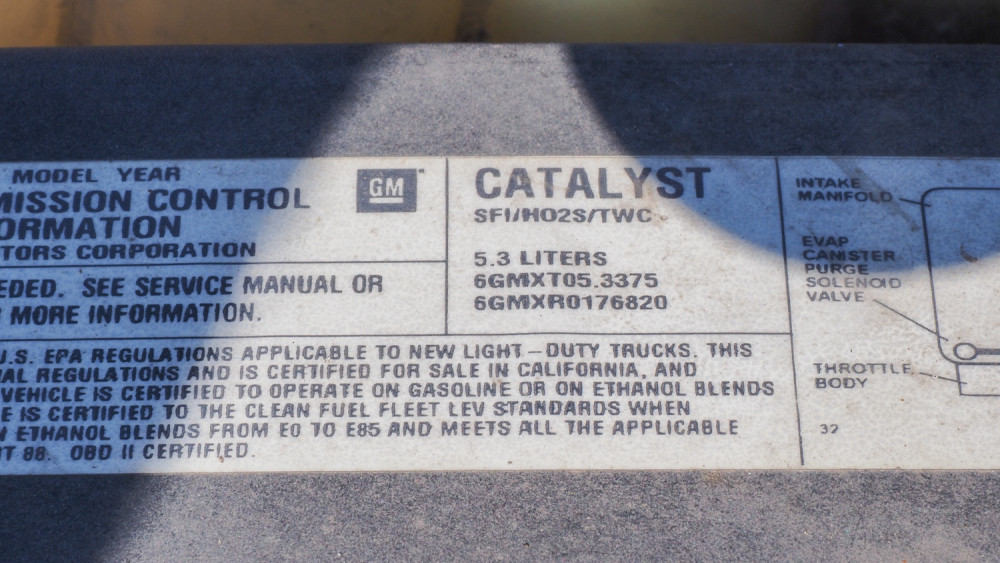 MODEL YEAR
MISSION CONTROL
ORMATION
TORS CORPORATION
GM
EDED. SEE SERVICE MANUAL OR
MORE INFORMATION.
CATALYST
SFI/HO2S/TWC
5.3 LITERS
6GMXT05.3375
6GMXR0176820
U.S. EPA REGULATIONS APPLICABLE TO NEW LIGHT-DUTY TRUCKS. THIS
AL REGULATIONS AND IS CERTIFIED FOR SALE IN CALIFORNIA, AND
VEHICLE IS CERTIFIED TO OPERATE ON GASOLINE OR ON ETHANOL BLENDS
E IS CERTIFIED TO THE CLEAN FUEL FLEET LEV STANDARDS WHEN
ETHANOL BLENDS FROM E0 TO E85 AND MEETS ALL THE APPLICABLE
T 88. OBD II CERTIFIED.
INTAKE
MANIFOLD
EVAP
CANISTER
PURGE
SOLENOID
VALVE
THROTTLE
BODY
32